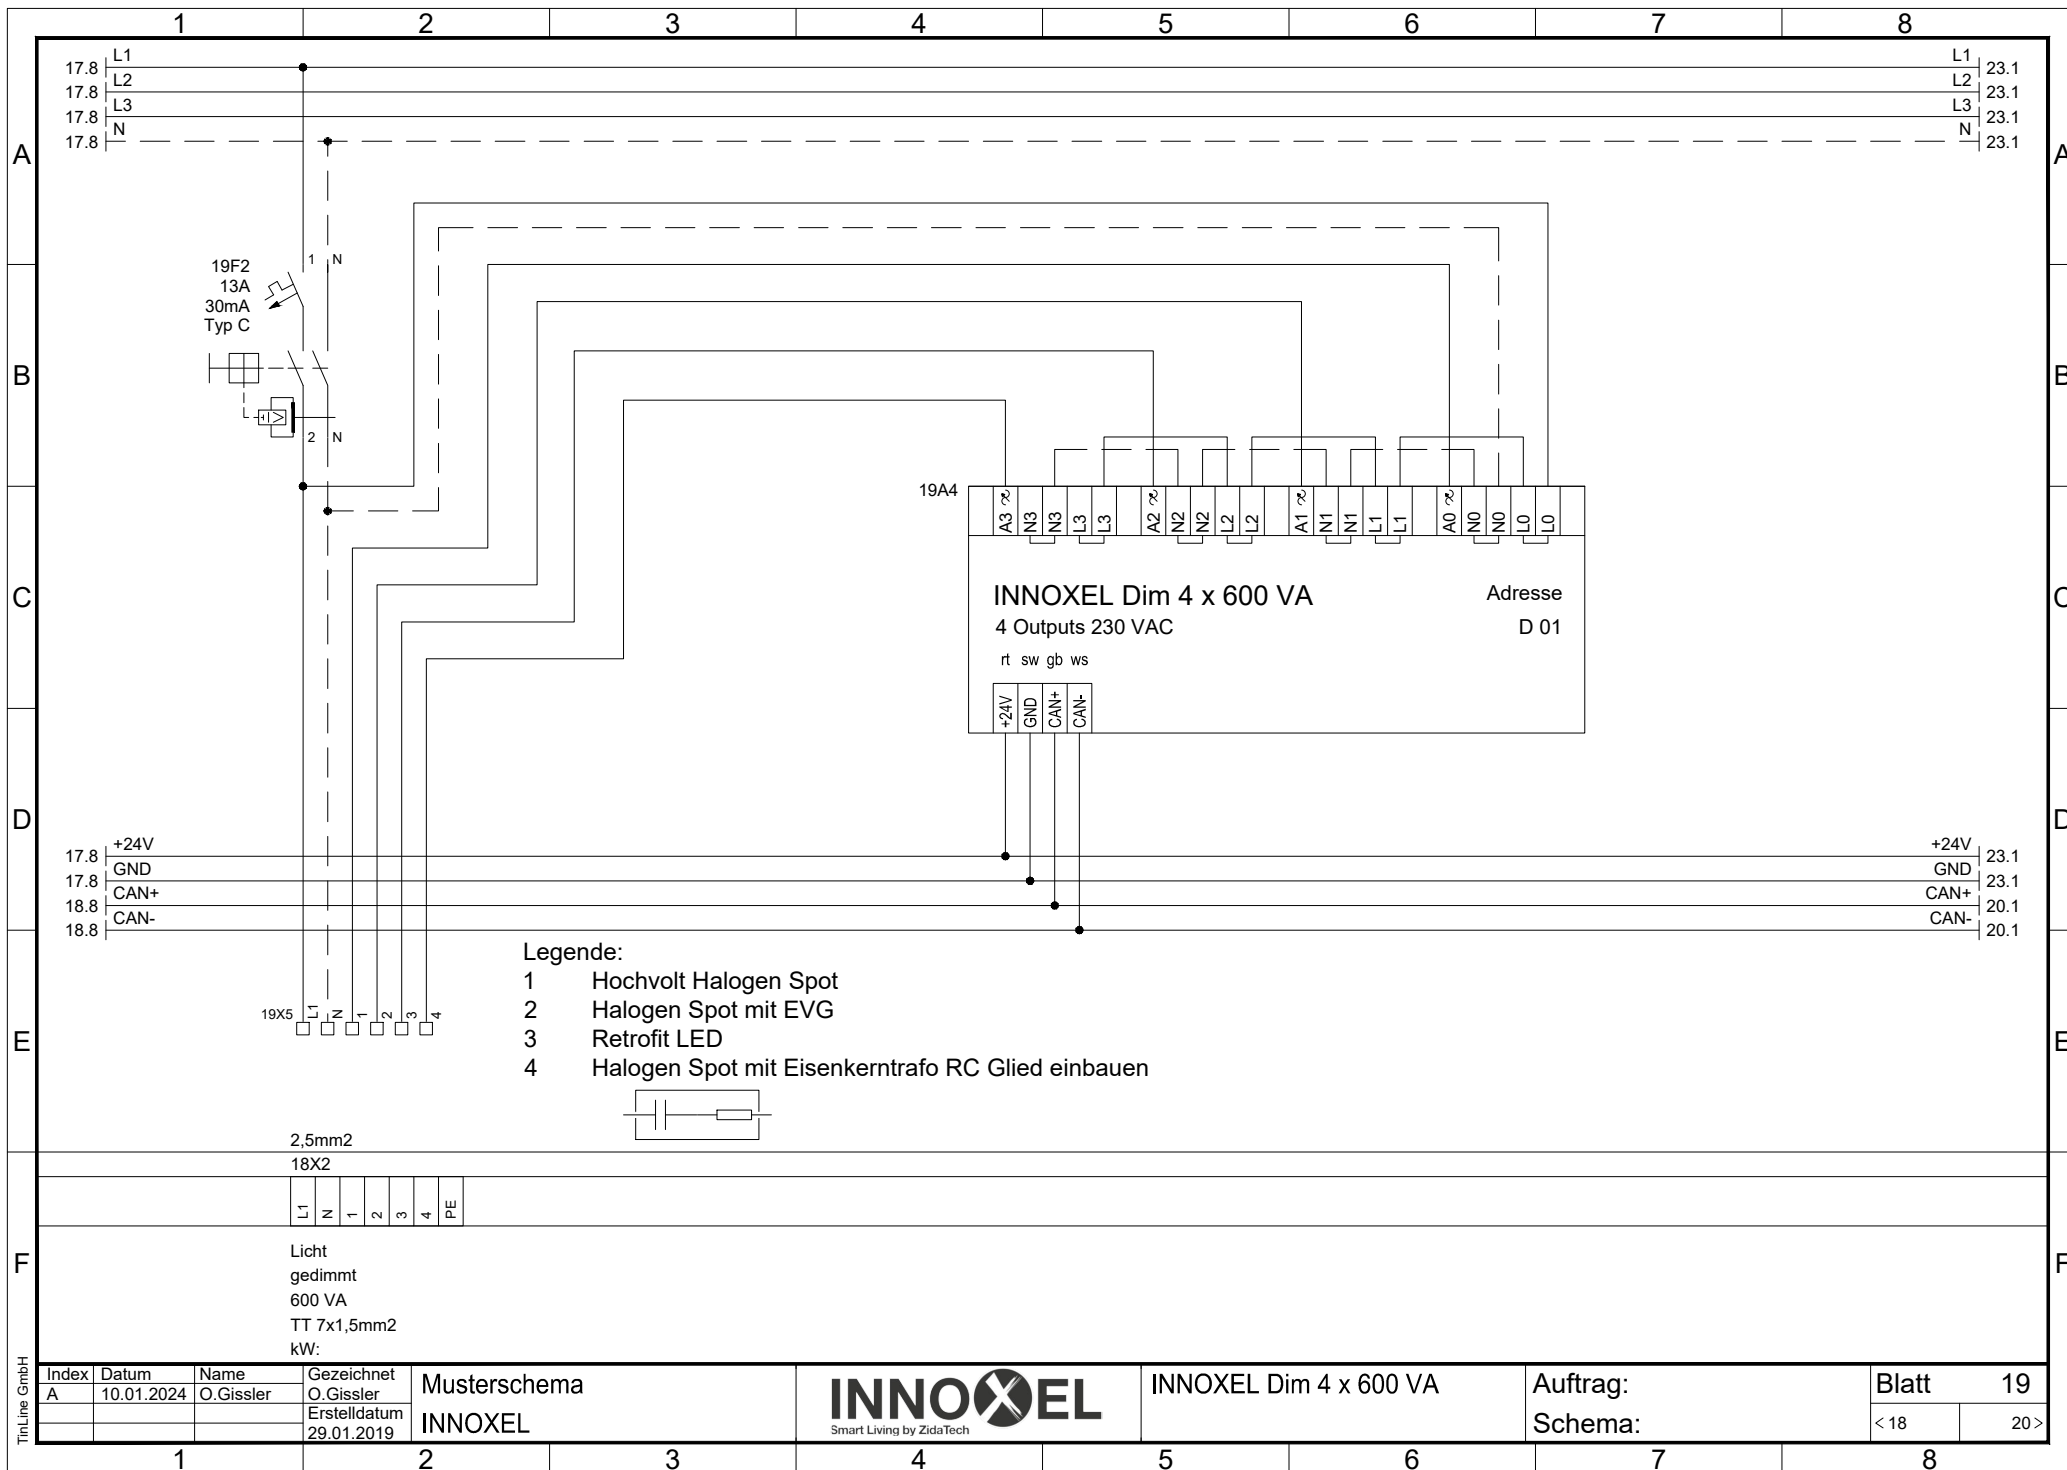 1 2 3 4 5 6 7 8
17.8 L1 L1 23.1
17.8 L2 L2 23.1
17.8 L3 L3 23.1
17.8 N N 23.1
A A
1 N
19F2
13A
30mA
Typ C
B B
2 N
19A4
A3 N3 N3 L3 L3 A2 N2 N2 L2 L2 A1 N1 N1 L1 L1 A0 N0 N0 L0 L0
INNOXEL Dim 4 x 600 VA Adresse
4 Outputs 230 VAC D 01
C C
rt sw gb ws
+24V GND CAN+ CAN-
D D
17.8 +24V +24V 23.1
17.8 GND GND 23.1
18.8 CAN+ CAN+ 20.1
18.8 CAN- CAN- 20.1
Legende:
1 Hochvolt Halogen Spot
2 Halogen Spot mit EVG
3 Retrofit LED
4 Halogen Spot mit Eisenkerntrafo RC Glied einbauen
19X5 L1 N 1 2 3 4
E E
2,5mm2
18X2
L1 N 1 2 3 4 PE
F F
Licht
gedimmt
600 VA
TT 7x1,5mm2
kW:
TinLine GmbH
Index Datum Name Gezeichnet
A 10.01.2024 O.Gissler O.Gissler
Erstelldatum
29.01.2019
Musterschema
INNOXEL
INNOXEL
Smart Living by ZidaTech
INNOXEL Dim 4 x 600 VA
Auftrag:
Schema:
Blatt 19
< 18 20 >
1 2 3 4 5 6 7 8